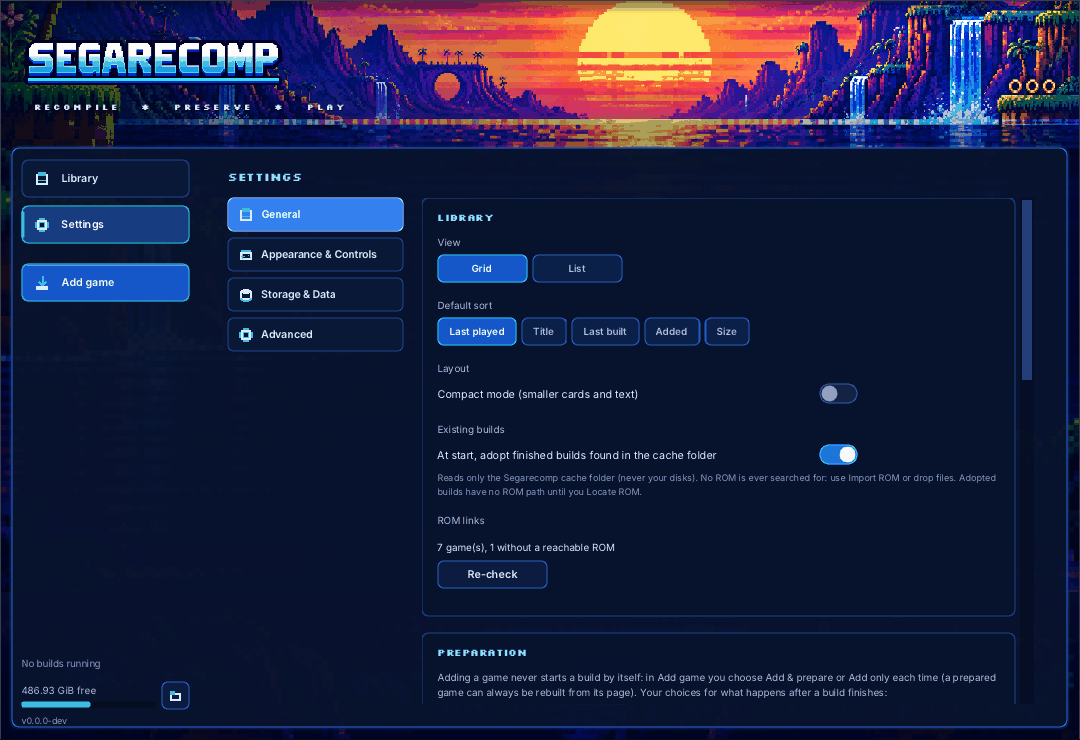 SEGARECOMP
RECOMPILE * PRESERVE * PLAY
Library
Settings
Add game
No builds running
486.93 GiB free
v0.0.0-dev
SETTINGS
General
Appearance & Controls
Storage & Data
Advanced
LIBRARY
View
Grid List
Default sort
Last played Title Last built Added Size
Layout
Compact mode (smaller cards and text)
Existing builds
At start, adopt finished builds found in the cache folder
Reads only the Segarecomp cache folder (never your disks). No ROM is ever searched for: use Import ROM or drop files. Adopted
builds have no ROM path until you Locate ROM.
ROM links
7 game(s), 1 without a reachable ROM
Re-check
PREPARATION
Adding a game never starts a build by itself: in Add game you choose Add & prepare or Add only each time (a prepared
game can always be rebuilt from its page). Your choices for what happens after a build finishes: